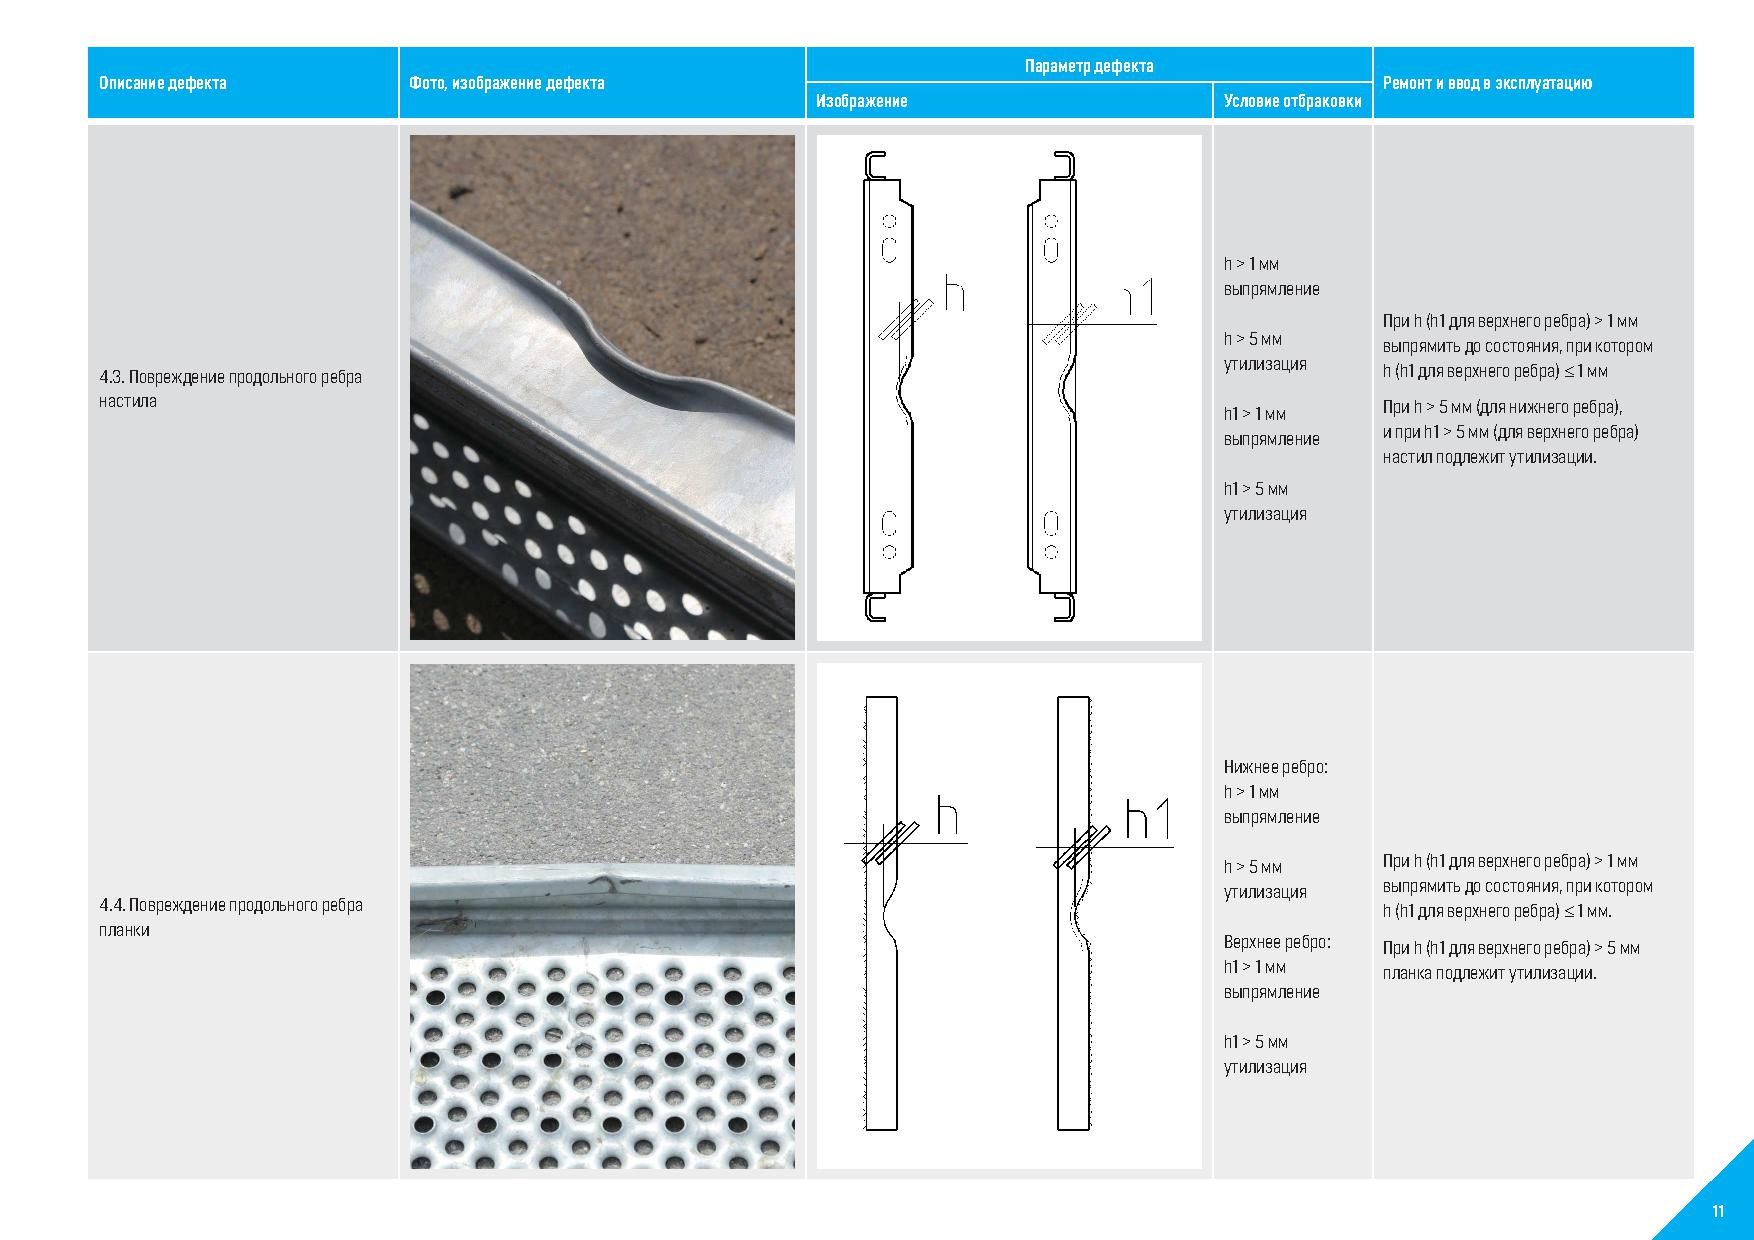 Описание дефекта
Фото, изображение дефекта
Параметр дефекта
Изображение
Условие отбраковки
Ремонт и ввод в эксплуатацию
4.3. Повреждение продольного ребра
настила
h
h1
h > 1 мм
выпрямление
h > 5 мм
утилизация
h1 > 1 мм
выпрямление
h1 > 5 мм
утилизация
При h (h1 для верхнего ребра) > 1 мм
выпрямить до состояния, при котором
h (h1 для верхнего ребра) ≤ 1 мм
При h > 5 мм (для нижнего ребра),
и при h1 > 5 мм (для верхнего ребра)
настил подлежит утилизации.
4.4. Повреждение продольного ребра
планки
h
h1
Нижнее ребро:
h > 1 мм
выпрямление
h > 5 мм
утилизация
Верхнее ребро:
h1 > 1 мм
выпрямление
h1 > 5 мм
утилизация
При h (h1 для верхнего ребра) > 1 мм
выпрямить до состояния, при котором
h (h1 для верхнего ребра) ≤ 1 мм.
При h (h1 для верхнего ребра) > 5 мм
планка подлежит утилизации.
11